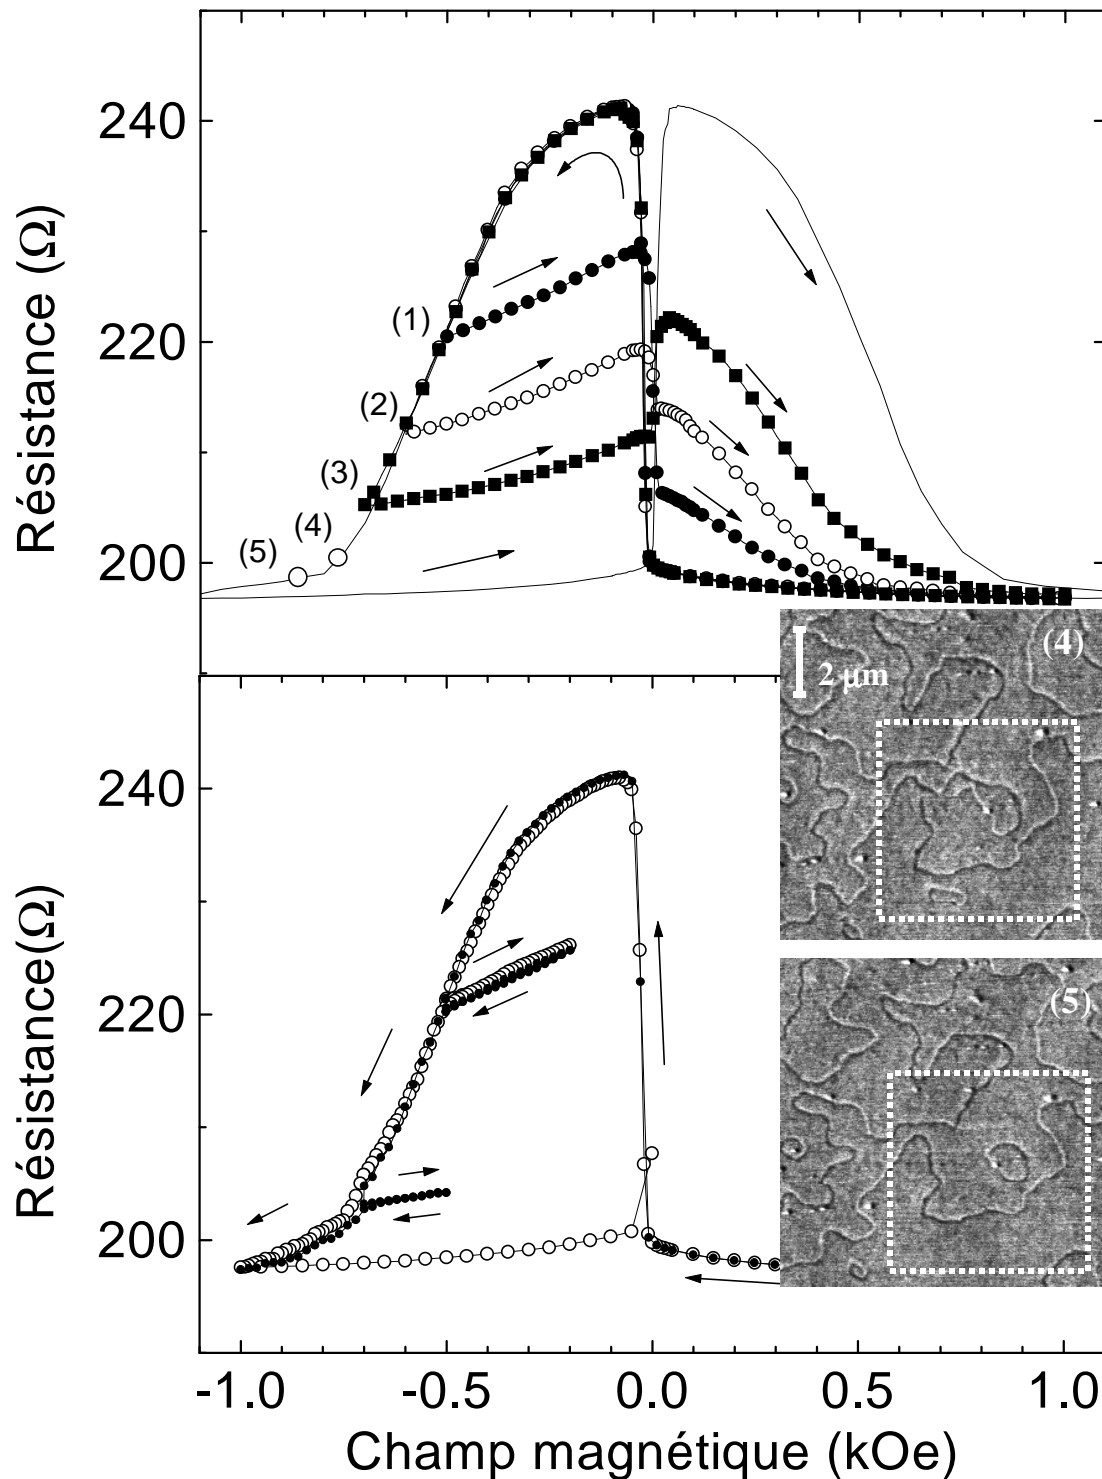 240
220
200
Résistance (Ω)
(1)
(2)
(3)
(4)
(5)
(4)
2 μm
(5)
240
220
200
Résistance(Ω)
-1.0 -0.5 0.0 0.5 1.0
Champ magnétique (kOe)